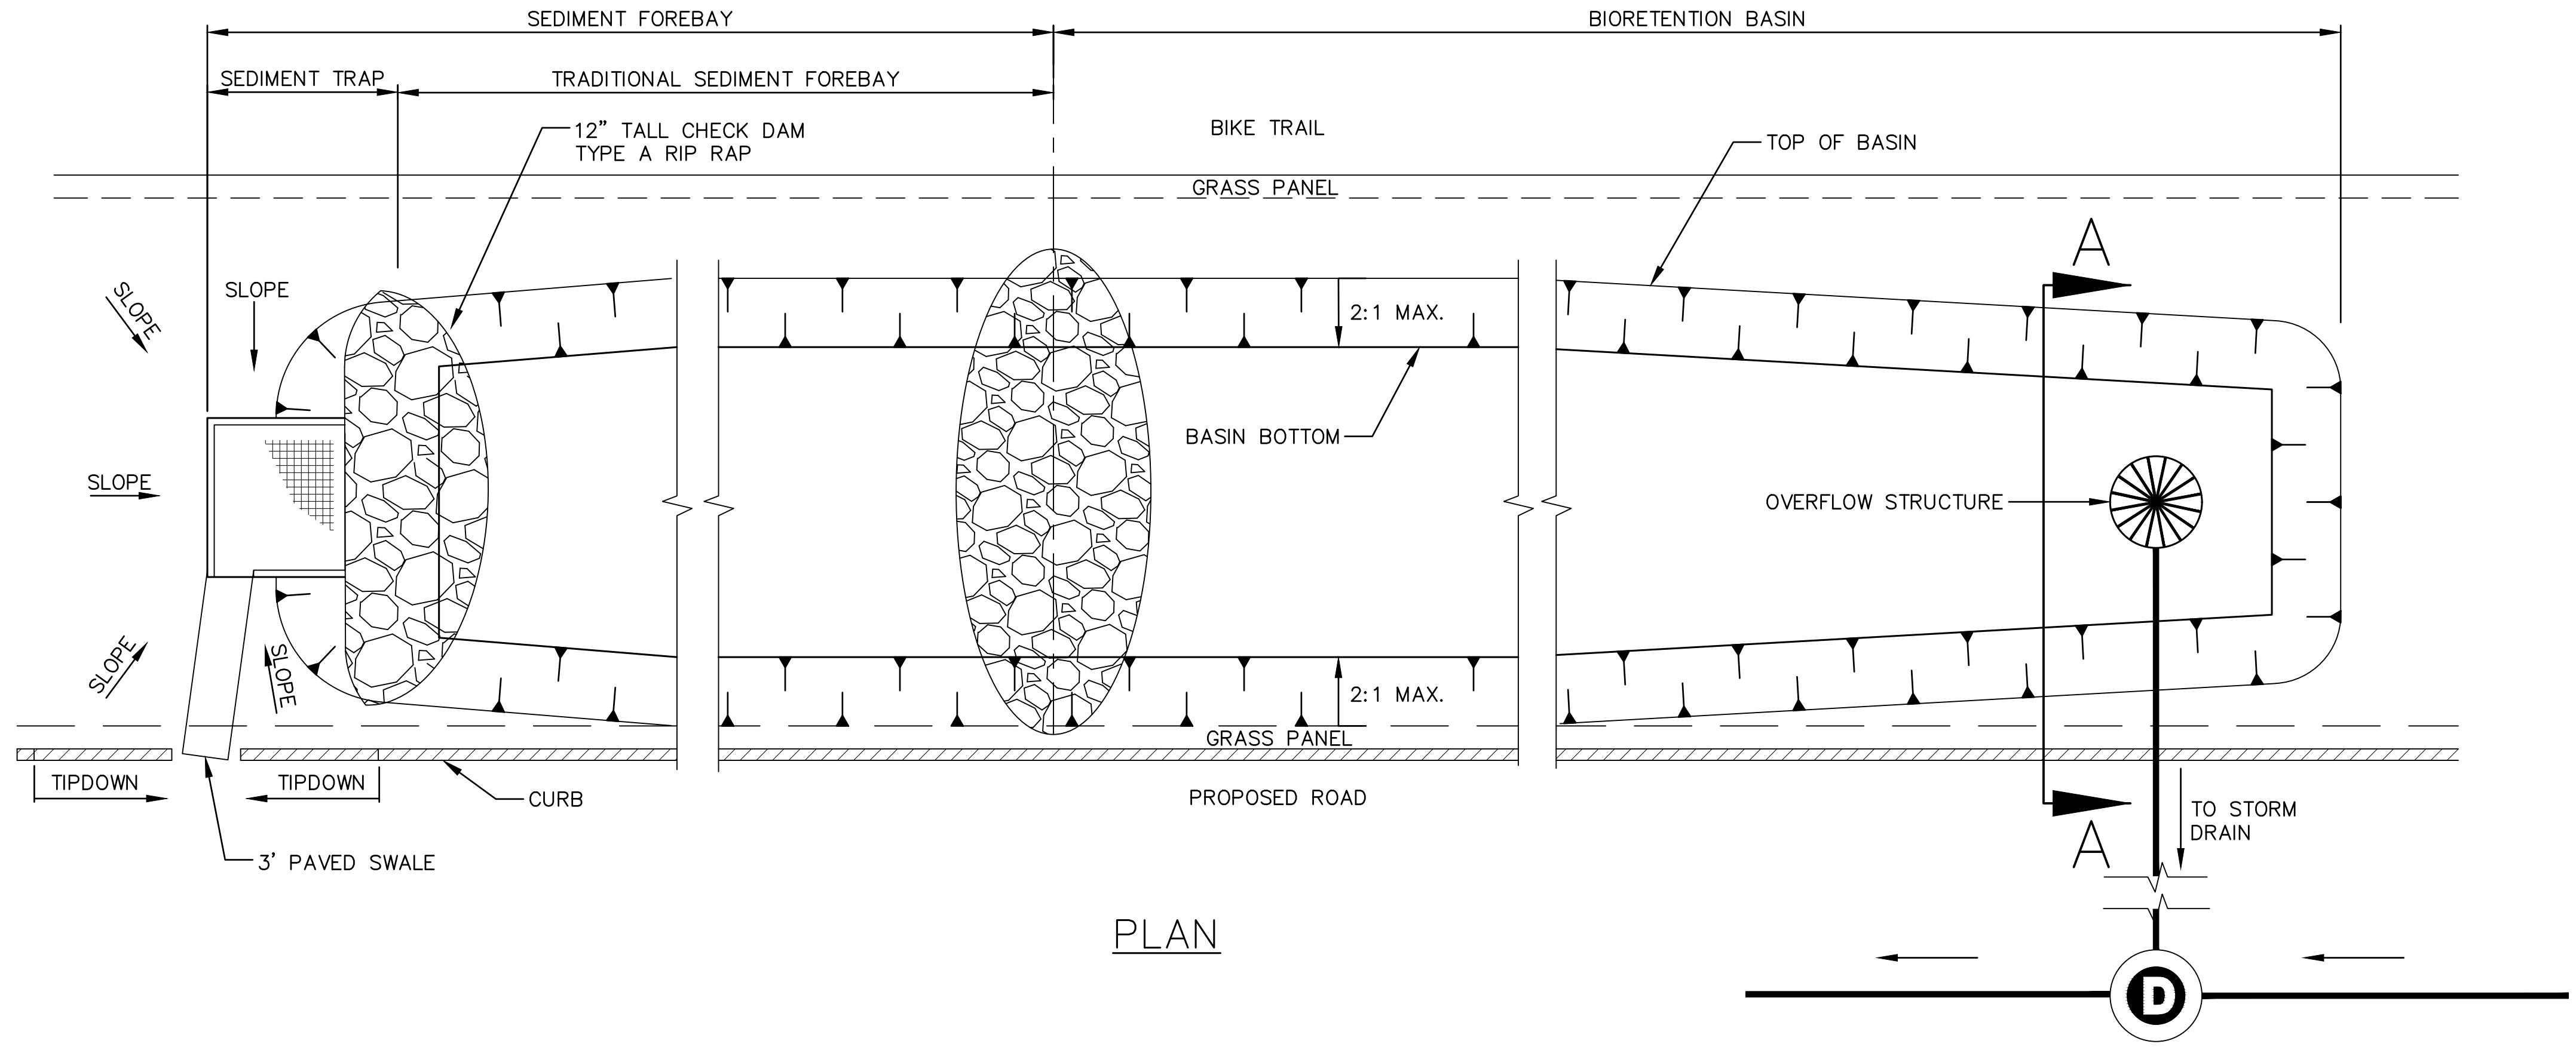 SEDIMENT FOREBAY
BIORETENTION BASIN
SEDIMENT TRAP
TRADITIONAL SEDIMENT FOREBAY
12” TALL CHECK DAM
TYPE A RIP RAP
BIKE TRAIL
TOP OF BASIN
GRASS PANEL
A
SLOPE
SLOPE
2:1 MAX.
BASIN BOTTOM
SLOPE
OVERFLOW STRUCTURE
SLOPE
SLOPE
2:1 MAX.
GRASS PANEL
TIPDOWN
TIPDOWN
CURB
PROPOSED ROAD
TO STORM
DRAIN
A
3’ PAVED SWALE
PLAN
D